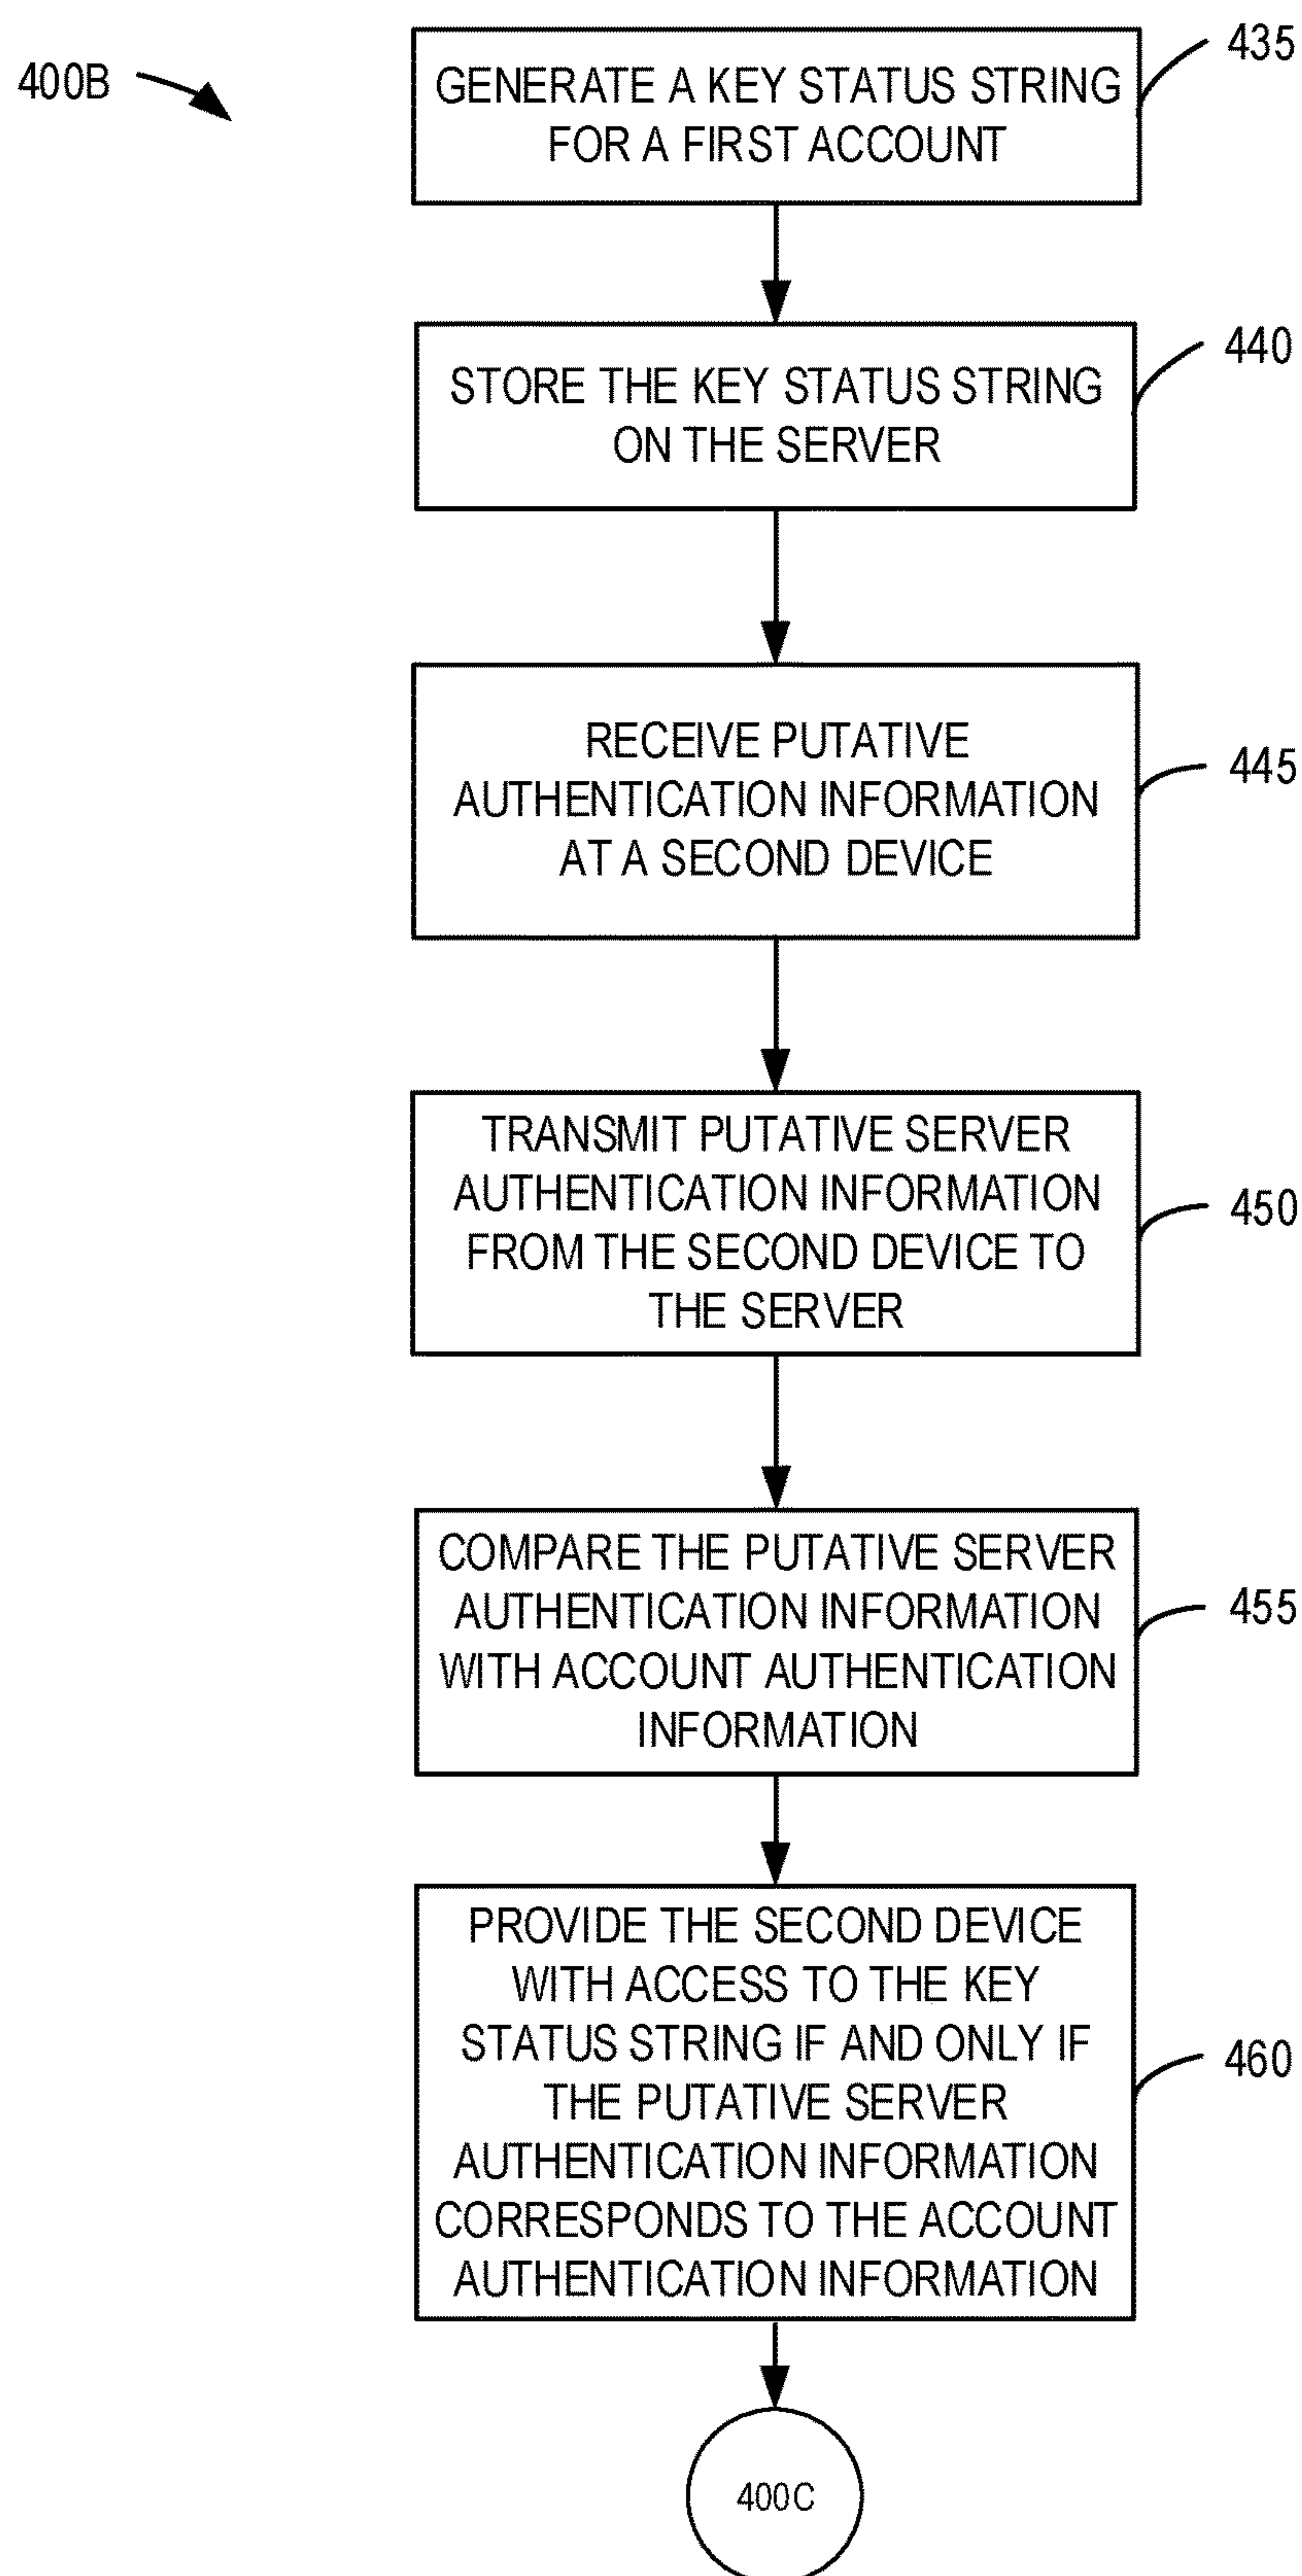 400B
GENERATE A KEY STATUS STRING
FOR A FIRST ACCOUNT
435
STORE THE KEY STATUS STRING
ON THE SERVER
440
RECEIVE PUTATIVE
AUTHENTICATION INFORMATION
AT A SECOND DEVICE
445
TRANSMIT PUTATIVE SERVER
AUTHENTICATION INFORMATION
FROM THE SECOND DEVICE TO
THE SERVER
450
COMPARE THE PUTATIVE SERVER
AUTHENTICATION INFORMATION
WITH ACCOUNT AUTHENTICATION
INFORMATION
455
PROVIDE THE SECOND DEVICE
WITH ACCESS TO THE KEY
STATUS STRING IF AND ONLY IF
THE PUTATIVE SERVER
AUTHENTICATION INFORMATION
CORRESPONDS TO THE ACCOUNT
AUTHENTICATION INFORMATION
460
400C